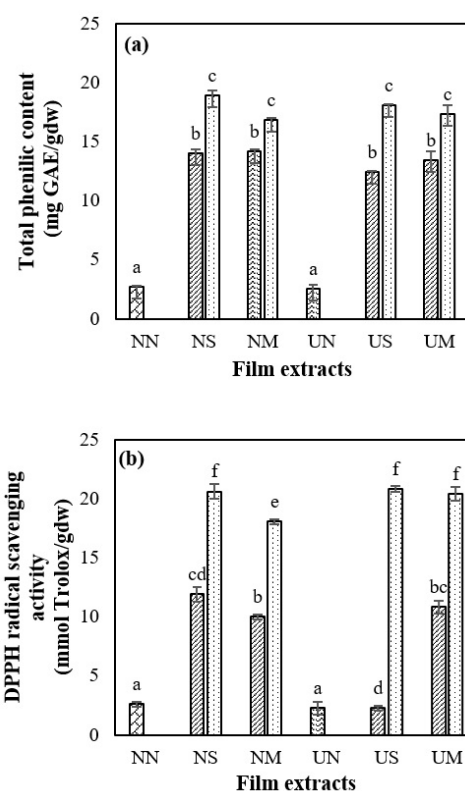 (a)
Total phenilic content
(mg GAE/gdw)
25
20
15
10
5
0
a
b
c
b
c
a
b
c
b
c
NN NS NM UN US UM
Film extracts
(b)
DPPH radical scavenging
activity
(mmol Trolox/gdw)
25
20
15
10
5
0
a
cd
f
b
e
a
d
f
bc
f
NN NS NM UN US UM
Film extracts